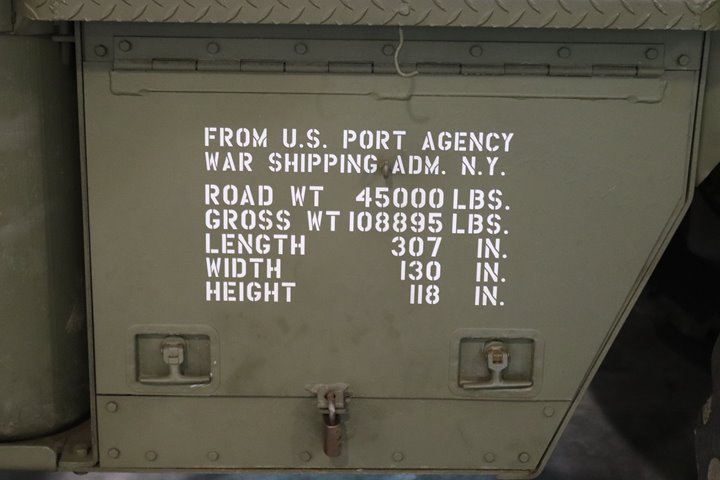 FROM U.S. PORT AGENCY
WAR SHIPPING ADM. N.Y.
ROAD WT 45000 LBS.
GROSS WT 108895 LBS.
LENGTH 307 IN.
WIDTH 130 IN.
HEIGHT 118 IN.